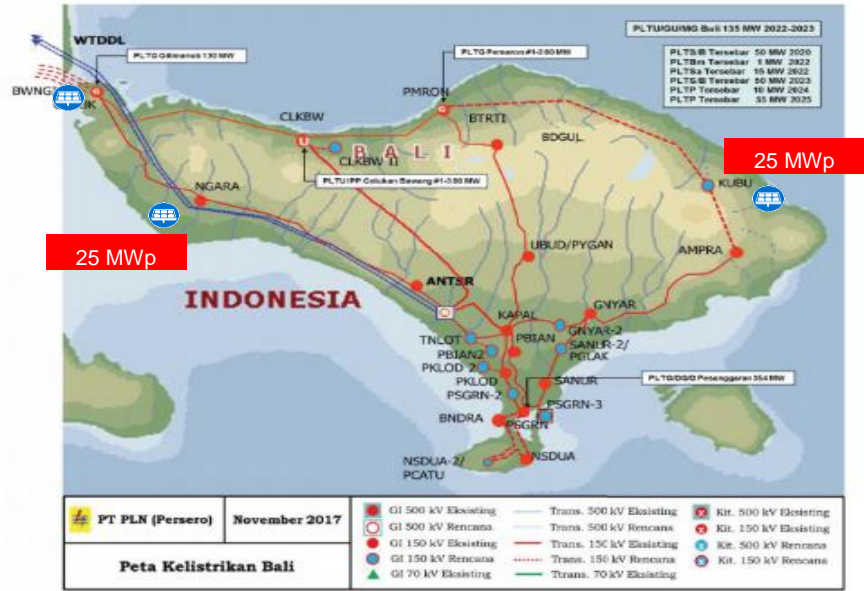 WTDDL
PLTG Gilimanuk 130 MW
PLTG Pemaron #1-2:80 MW
PLTU/GU/MG Bali 135 MW 2022-2023
PLTS/B Tersebar 50 MW 2020
PLTBm Tersebar 1 MW 2022
PLTSa Tersebar 15 MW 2022
PLTS/B Tersebar 50 MW 2023
PLTP Tersebar 10 MW 2024
PLTP Tersebar 55 MW 2025
BWNG
PMRON
CLKBW
BTRTI
BDGUL
BALI
CLKBW II
25 MWp
PLTU IPP Celukan Bawang #1-3:80 MW
KUBU
NGARA
25 MWp
UBUD/PYGAN
AMPRA
ANTSR
INDONESIA
KAPAL
GNYAR
GNYAR-2
TNLOT
PBIAN
SANUR-2/
PGLAK
PBIAN2
PKLOD 2
PKLOD
SANUR
PLTG/DG/D Pesanggaran 354 MW
PSGRN-2
PSGRN-3
BNDRA
PSGRN
NSDUA-2/
PCATU
NSDUA
PT PLN (Persero)
November 2017
Peta Kelistrikan Bali
GI 500 kV Eksisting
GI 500 kV Rencana
GI 150 kV Eksisting
GI 150 kV Rencana
GI 70 kV Eksisting
Trans. 500 kV Eksisting
Trans. 500 kV Rencana
Trans. 150 kV Eksisting
Trans. 150 kV Rencana
Ttrans. 70 kV Eksisting
Kit. 500 kV Eksisting
Kit. 150 kV Eksisting
Kit. 500 kV Rencana
Kit. 150 kV Rencana